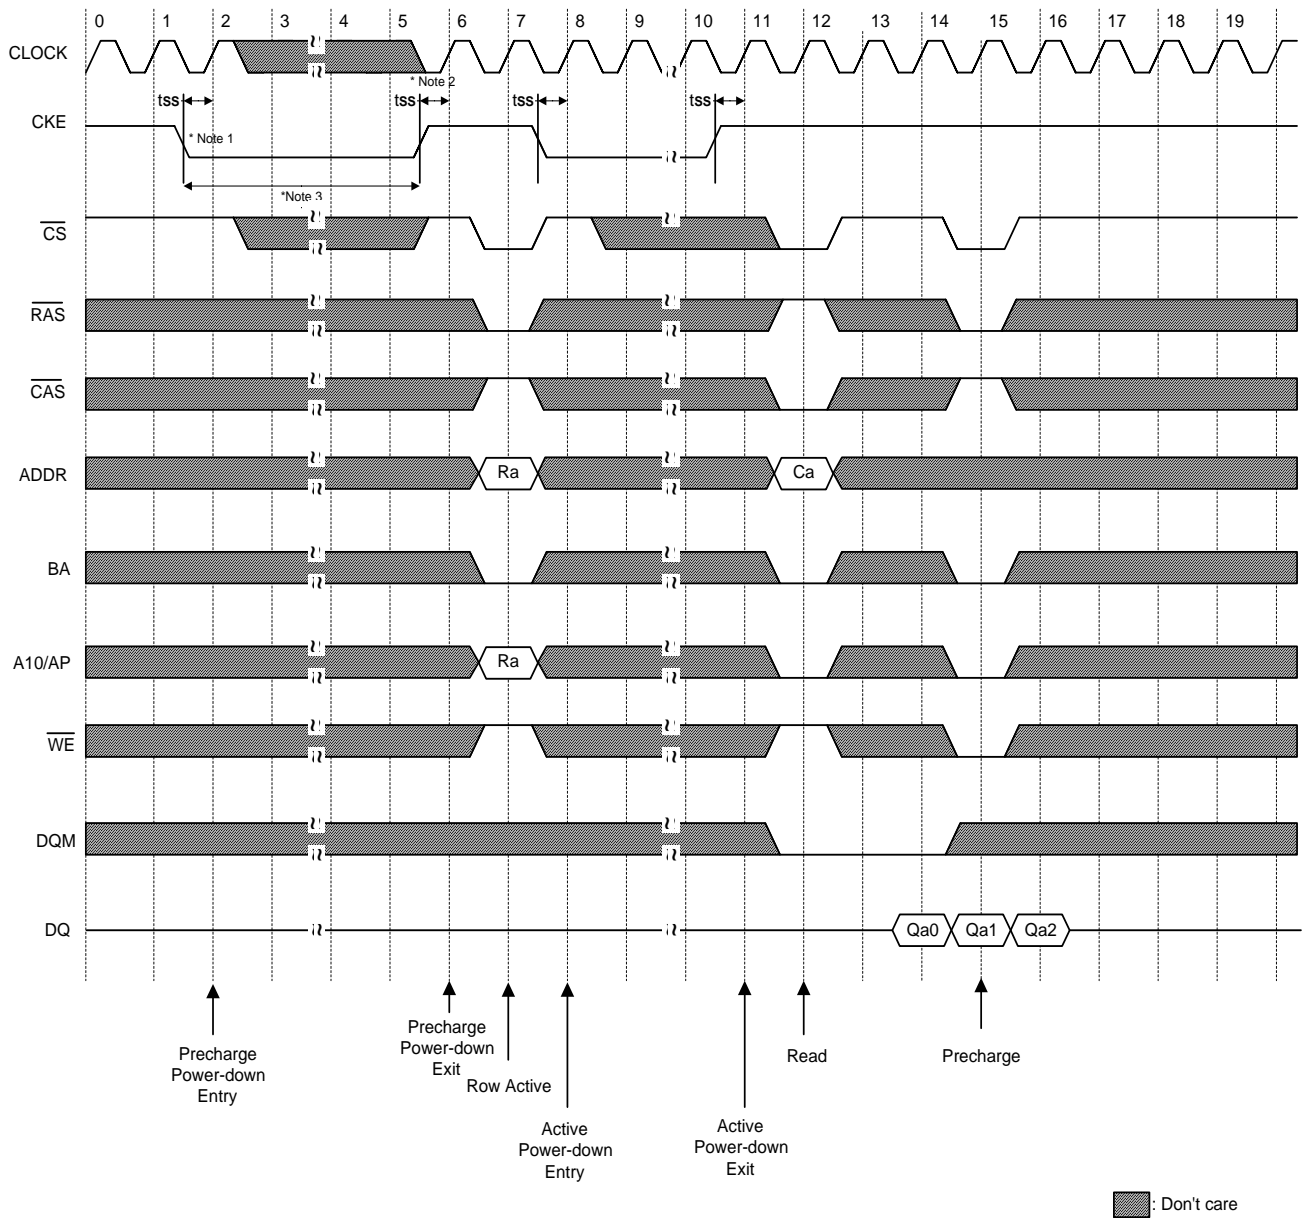 0 1 2 3 4 5 6 7 8 9 10 11 12 13 14 15 16 17 18 19
CLOCK
* Note 2
tss tss tss tss
CKE
* Note 1
*Note 3
CS
RAS
CAS
ADDR Ra Ca
BA
A10/AP Ra
WE
DQM
DQ Qa0 Qa1 Qa2
Precharge
Power-down
Entry
Precharge
Power-down
Exit
Row Active
Active
Power-down
Entry
Active
Power-down
Exit
Read
Precharge
: Don't care